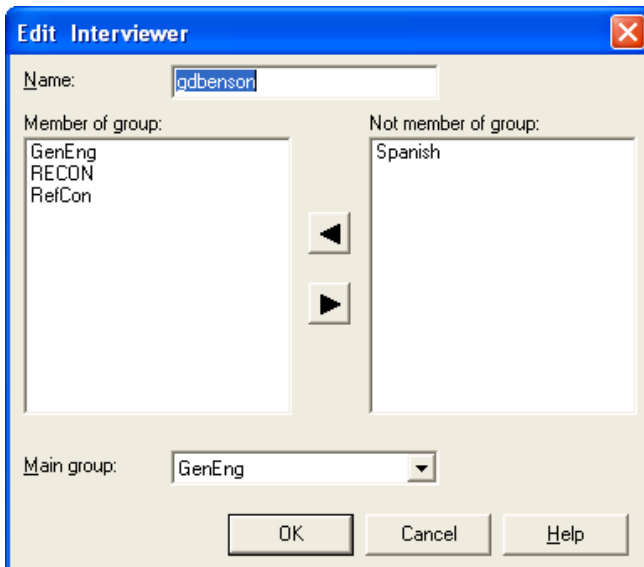 Edit Interviewer
Name: gdbenson
Member of group:
GenEng
RECON
RefCon
Not member of group:
Spanish
Main group: GenEng
OK Cancel Help